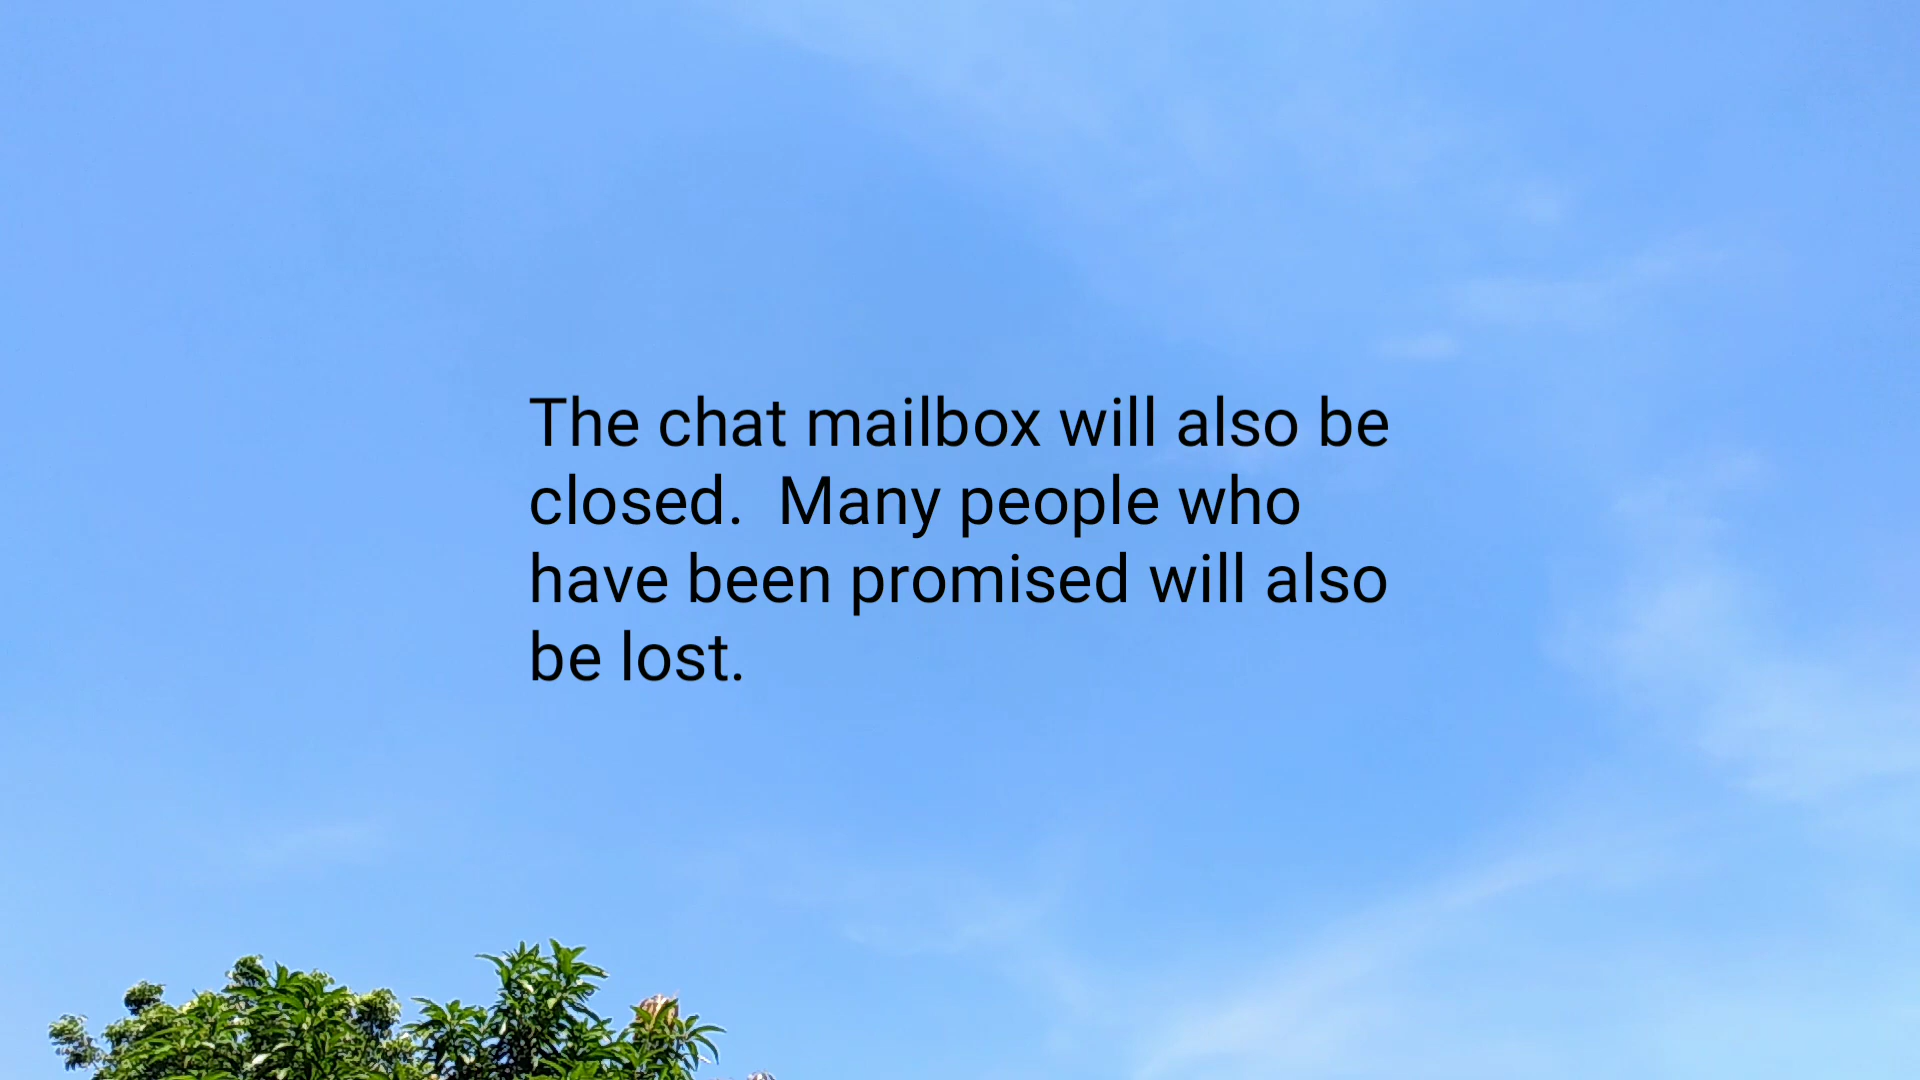 The chat mailbox will also be
closed.  Many people who
have been promised will also
be lost.